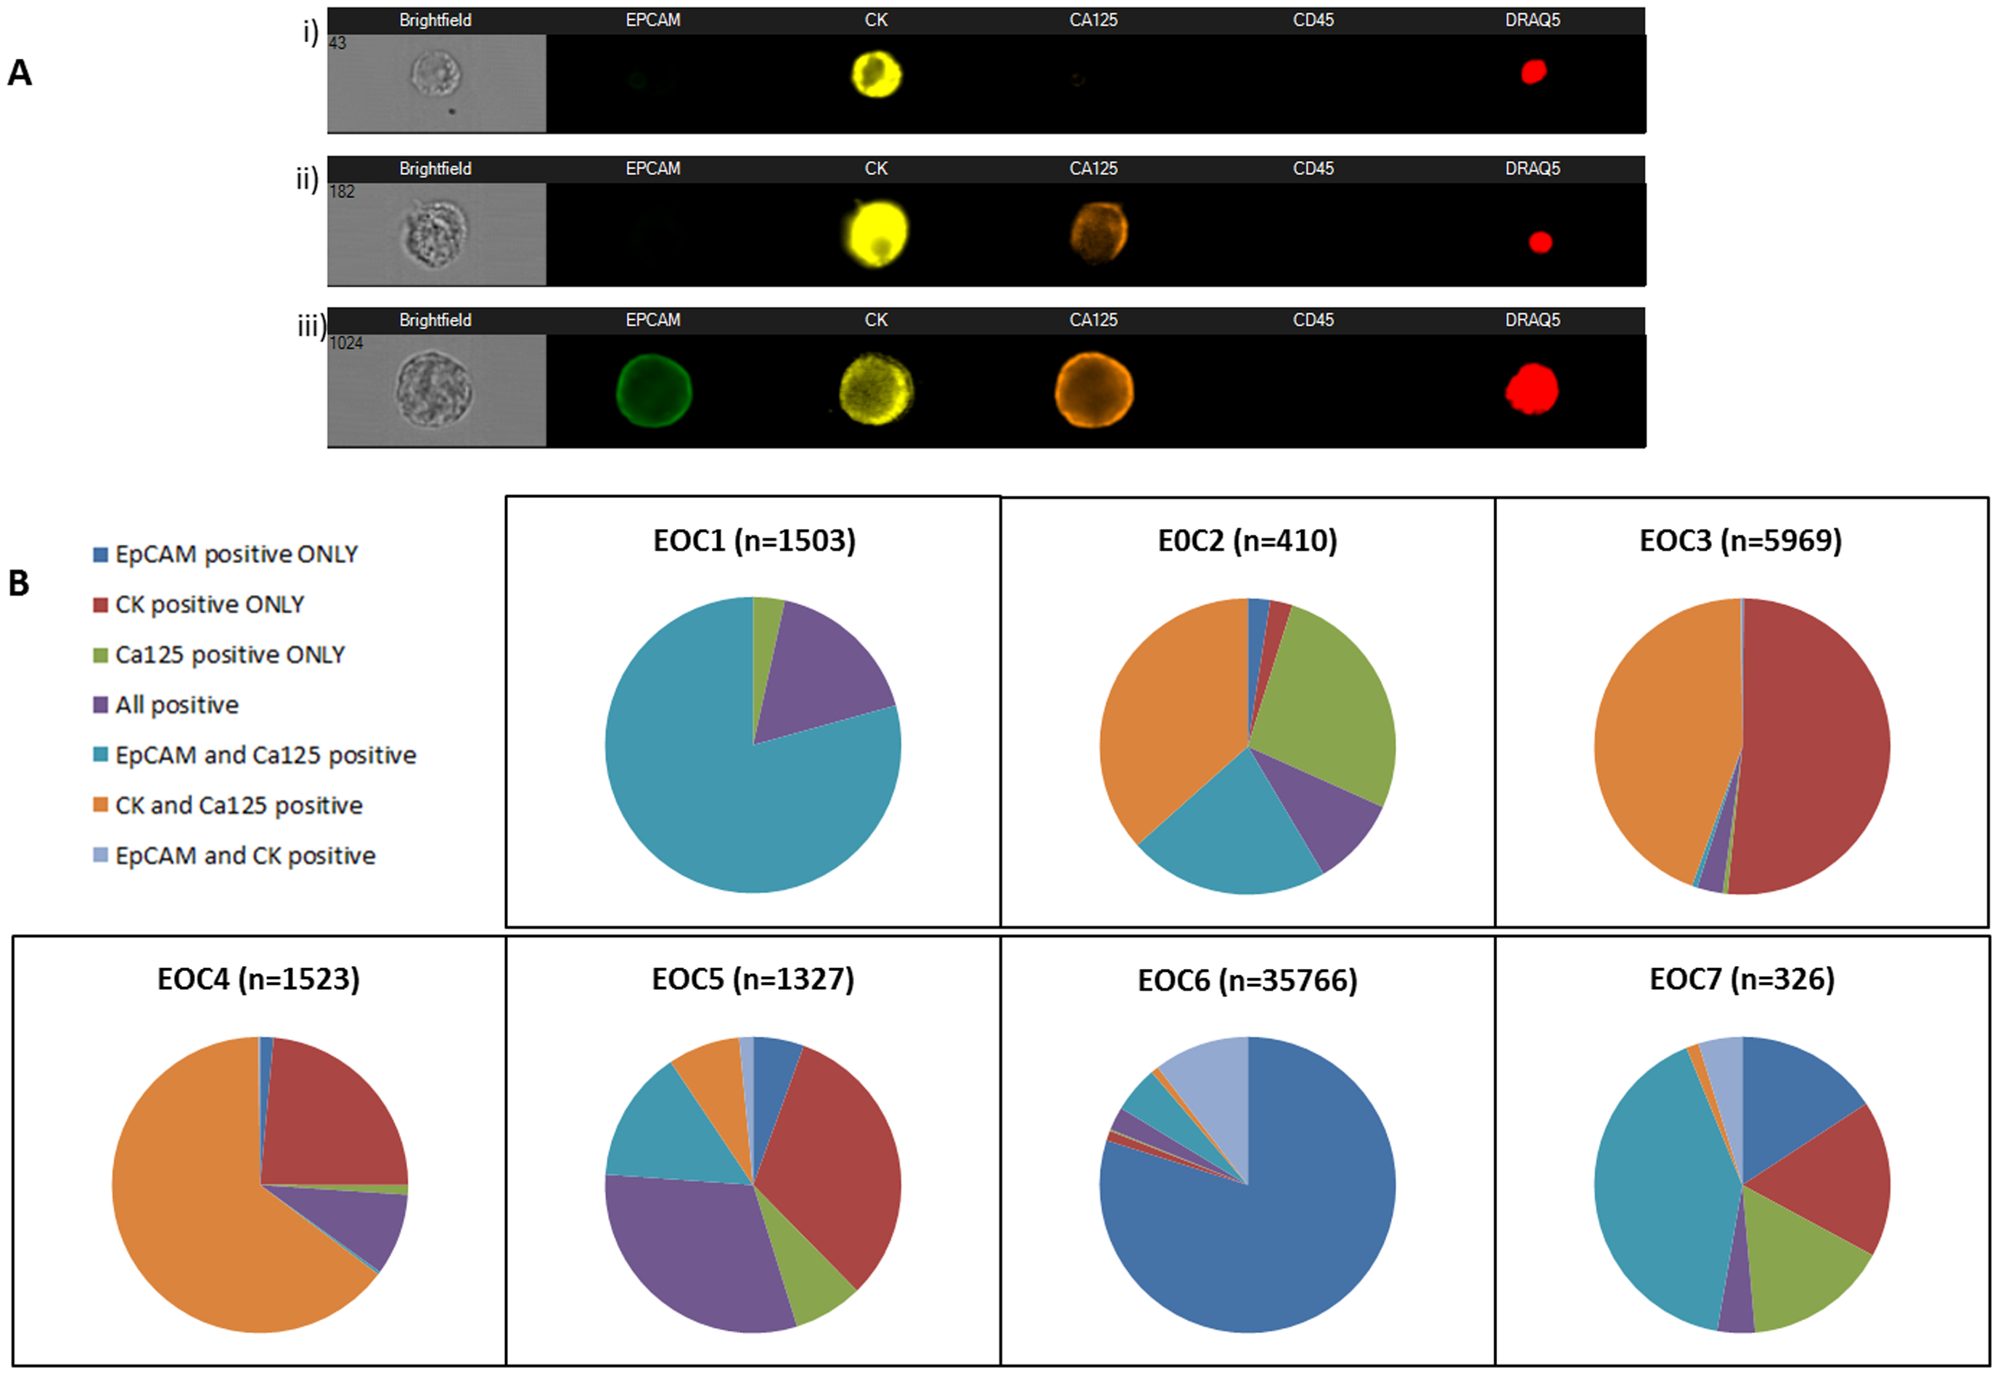 A
i)
Brightfield EPCAM CK CA125 CD45 DRAQ5
43
ii)
Brightfield EPCAM CK CA125 CD45 DRAQ5
182
iii)
Brightfield EPCAM CK CA125 CD45 DRAQ5
1024
B
EpCAM positive ONLY
CK positive ONLY
Ca125 positive ONLY
All positive
EpCAM and Ca125 positive
CK and Ca125 positive
EpCAM and CK positive
EOC1 (n=1503)
E0C2 (n=410)
EOC3 (n=5969)
EOC4 (n=1523)
EOC5 (n=1327)
EOC6 (n=35766)
EOC7 (n=326)